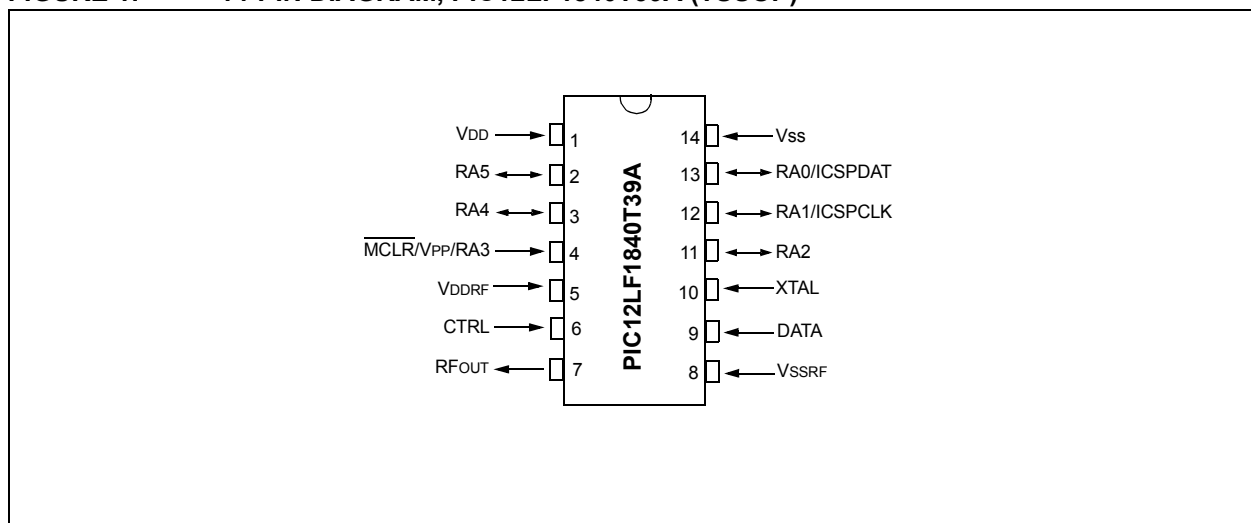 VDD 1
RA5 2
RA4 3
MCLR/VPP/RA3 4
VDDRF 5
CTRL 6
RFOUT 7
PIC12LF1840T39A
14 Vss
13 RA0/ICSPDAT
12 RA1/ICSPCLK
11 RA2
10 XTAL
9 DATA
8 VSSRF